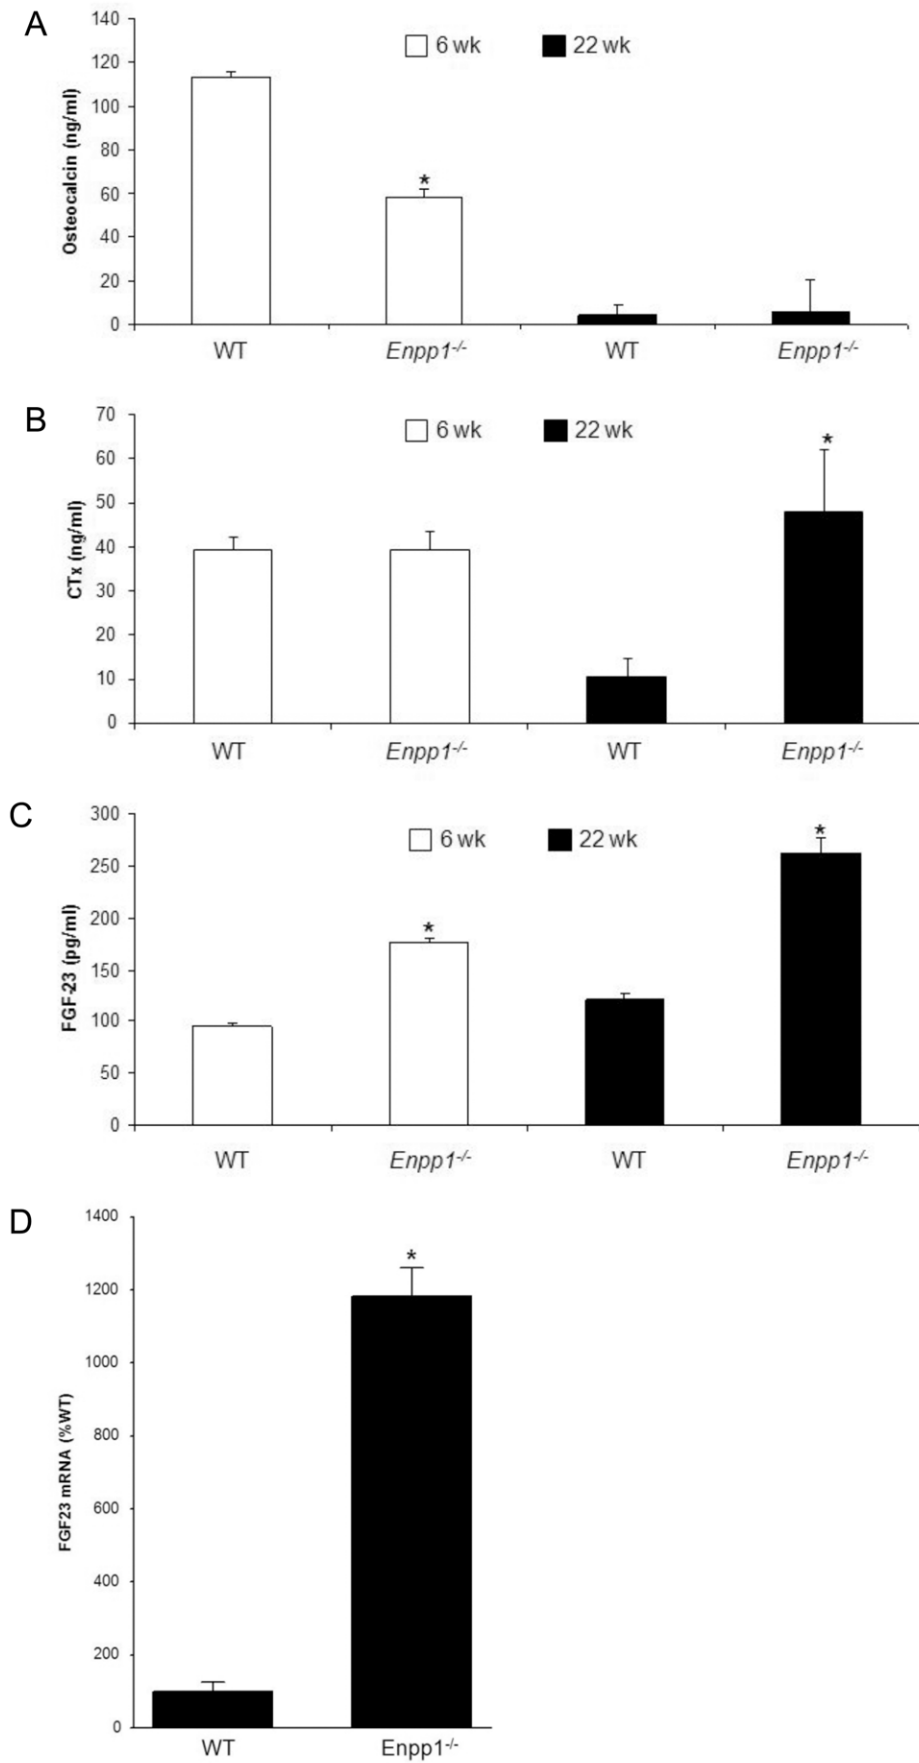 A
140
6 wk 22 wk
120
100
Osteocalcin (ng/ml)
80
*
60
40
20
0
WT Enpp1-/- WT Enpp1-/-
B
70
6 wk 22 wk
*
60
50
CTx (ng/ml)
40
30
20
10
0
WT Enpp1-/- WT Enpp1-/-
C
300
6 wk 22 wk
*
250
FGF-23 (pg/ml)
200
*
150
100
50
0
WT Enpp1-/- WT Enpp1-/-
D
1400
*
1200
1000
FGF23 mRNA (%WT)
800
600
400
200
0
WT Enpp1-/-